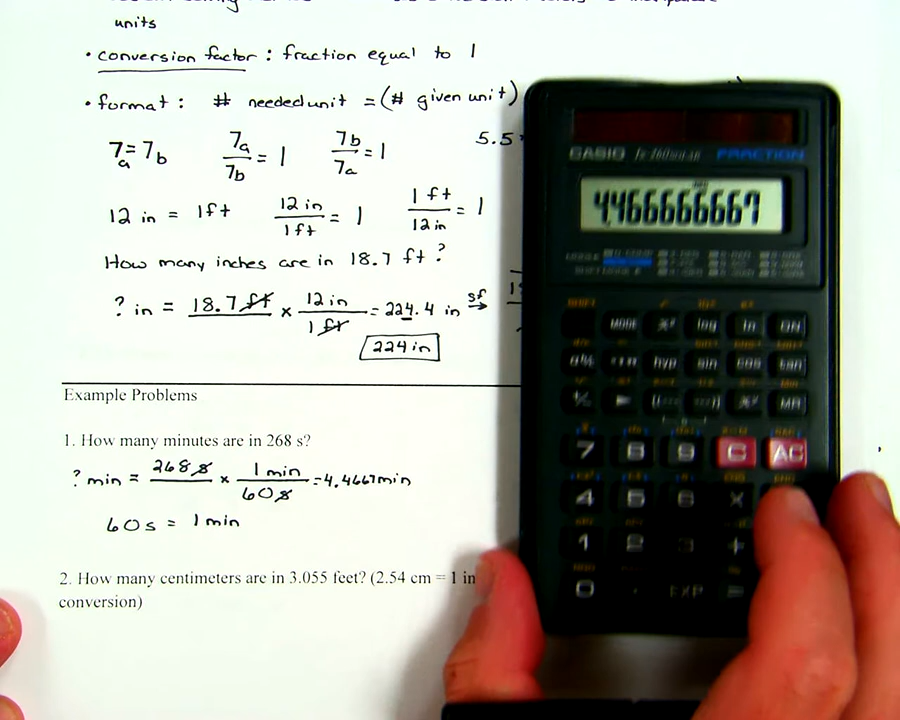 units
• conversion factor : fraction equal to 1
• format : # needed unit = (# given unit)
7a = 7b 7a/7b = 1 7b/7a = 1 5.5
12 in = 1ft 12 in/1ft = 1 1 ft/12 in = 1
How many inches are in 18.7 ft ?
? in = 18.7 ft × 12 in/1 ft = 224.4 in sf →
224 in
Example Problems
1. How many minutes are in 268 s?
? min = 268 s × 1 min/60 s = 4.4667 min
60 s = 1 min
2. How many centimeters are in 3.055 feet? (2.54 cm = 1 in
conversion)
CASIO FRACTION
4.466666667
MODE log ln ON
hyp sin cos tan
MR
7 8 9 C AC
4 5 6 ×
1 2 3 +
0 . EXP =